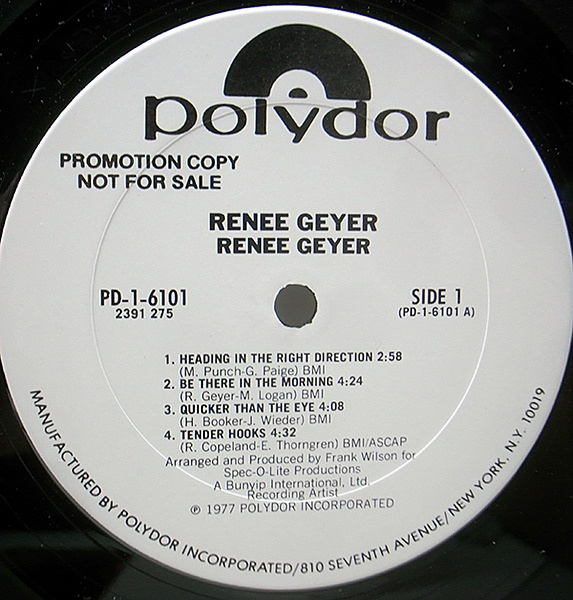 polydor
PROMOTION COPY
NOT FOR SALE
RENEE GEYER
RENEE GEYER
PD-1-6101
2391 275
SIDE 1
(PD-1-6101 A)
1. HEADING IN THE RIGHT DIRECTION 2:58
(M. Punch-G. Paige) BMI
2. BE THERE IN THE MORNING 4:24
(R. Geyer-M. Logan) BMI
3. QUICKER THAN THE EYE 4:08
(H. Booker-J. Wieder) BMI
4. TENDER HOOKS 4:32
(R. Copeland-E. Thorngren) BMI/ASCAP
Arranged and Produced by Frank Wilson for
Spec-O-Lite Productions
A Bunyip International, Ltd.
Recording Artist
℗ 1977 POLYDOR INCORPORATED
MANUFACTURED BY POLYDOR INCORPORATED/810 SEVENTH AVENUE/NEW YORK. N.Y. 10019